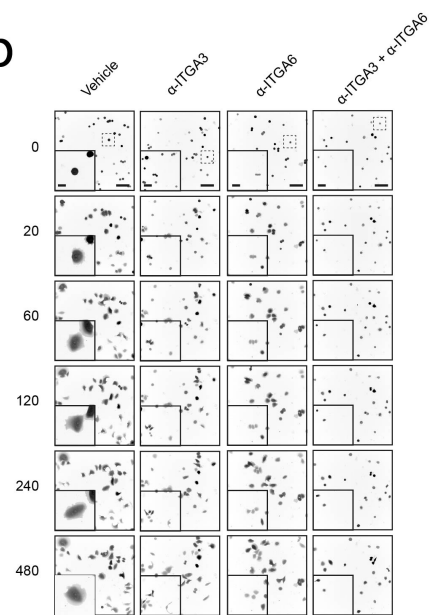 b
Vehicle
α-ITGA3
α-ITGA6
α-ITGA3 + α-ITGA6
0
20
60
120
240
480